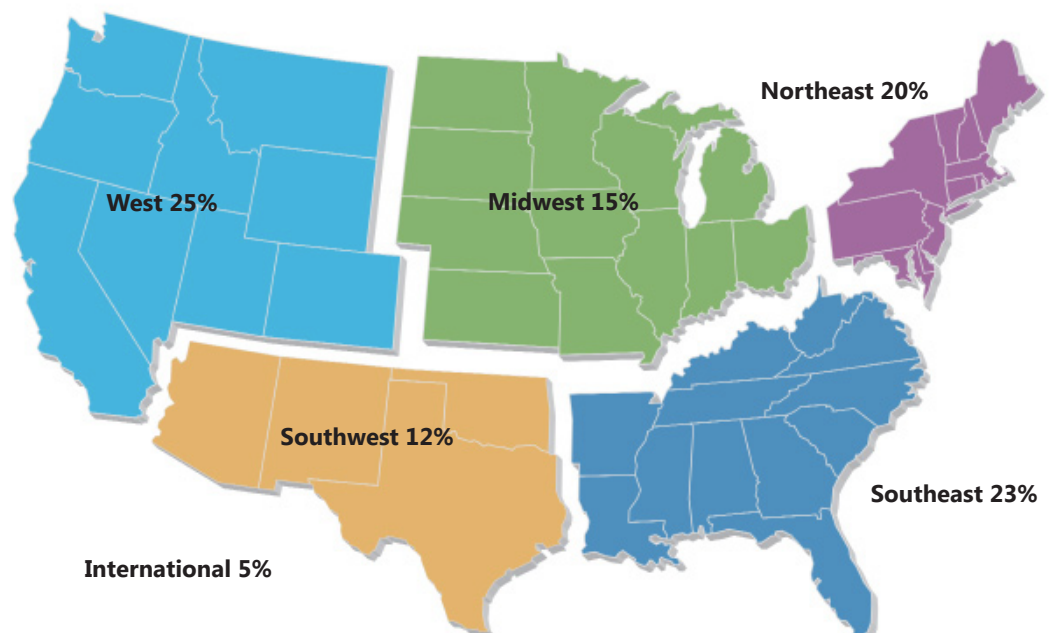 Northeast 20%
West 25%
Midwest 15%
Southwest 12%
Southeast 23%
International 5%